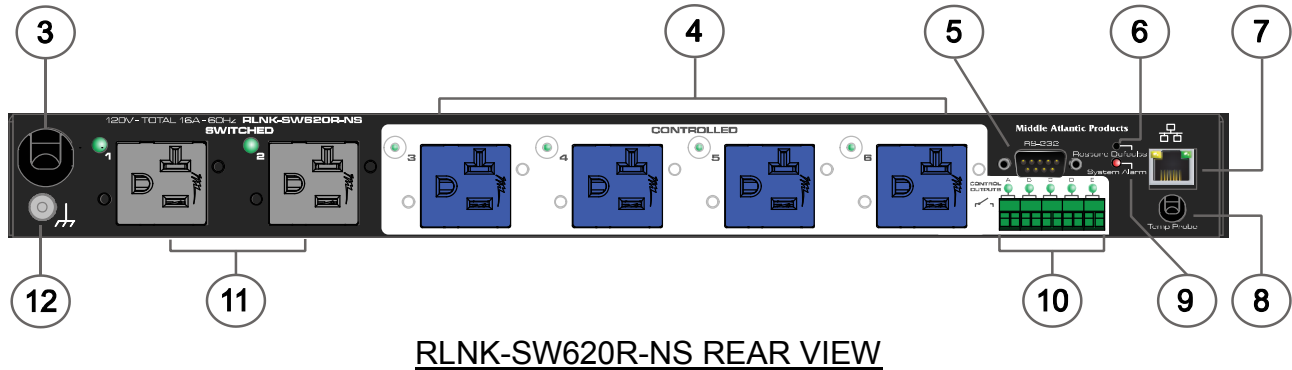 3
4
5
6
7
120V-TOTAL 16A-60Hz RLNK-SW620R-NS
SWITCHED
CONTROLLED
Middle Atlantic Products
RS-232
Restore Defaults
System Alarm
1
2
3
4
5
6
CONTROL
OUTPUTS
A
B
C
D
E
Temp Probe
12
11
10
9
8
RLNK-SW620R-NS REAR VIEW